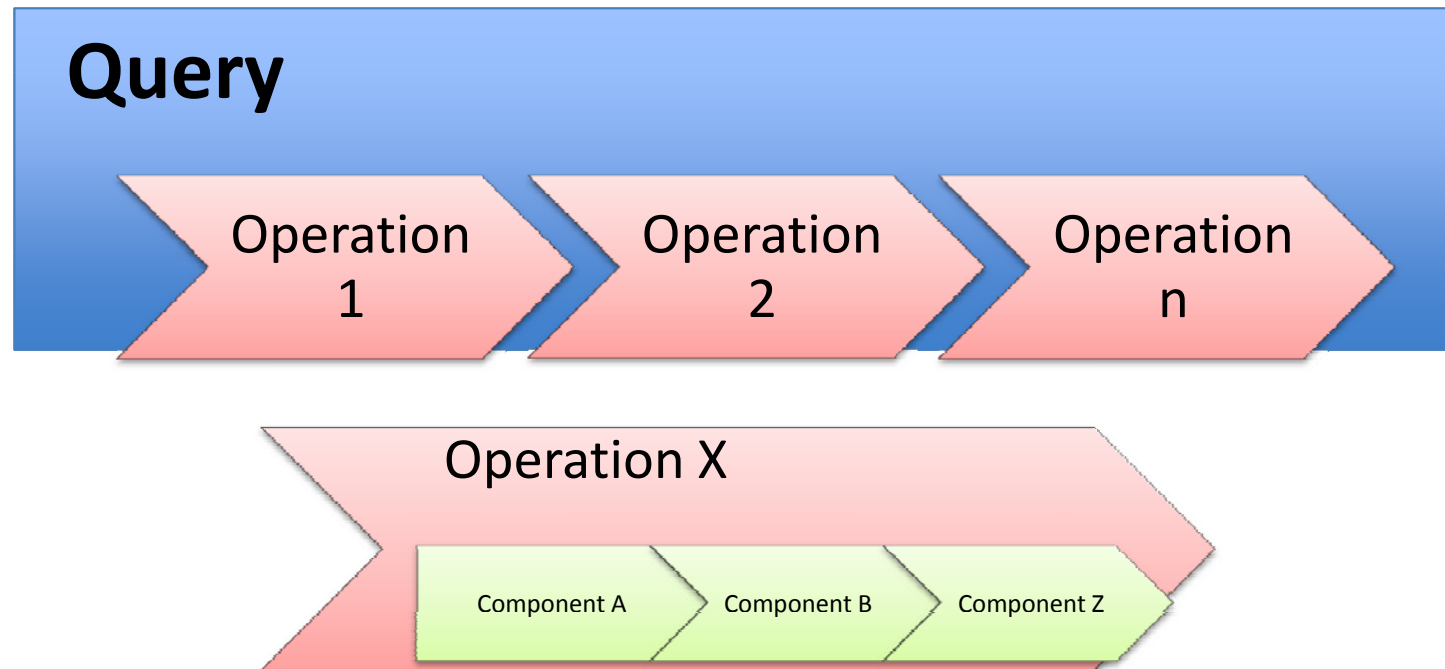 Query
Operation
1
Operation
2
Operation
n
Operation X
Component A
Component B
Component Z